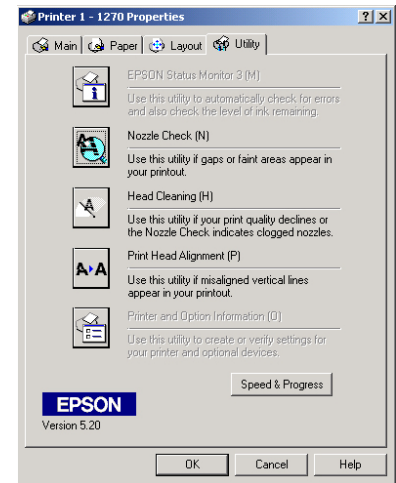 Printer 1 - 1270 Properties
Main Paper Layout Utility
EPSON Status Monitor 3 (M)
Use this utility to automatically check for errors
and also check the level of ink remaining.
Nozzle Check (N)
Use this utility if gaps or faint areas appear in
your printout.
Head Cleaning (H)
Use this utility if your print quality declines or
the Nozzle Check indicates clogged nozzles.
Print Head Alignment (P)
Use this utility if misaligned vertical lines
appear in your printout.
Printer and Option Information (O)
Use this utility to create or verify settings for
your printer and optional devices.
Speed & Progress
EPSON
Version 5.20
OK Cancel Help